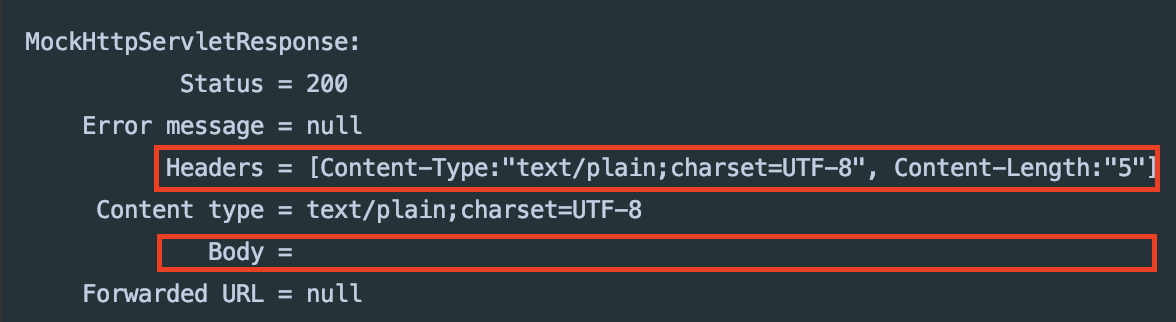 MockHttpServletResponse:
Status = 200
Error message = null
Headers = [Content-Type:"text/plain;charset=UTF-8", Content-Length:"5"]
Content type = text/plain;charset=UTF-8
Body =
Forwarded URL = null